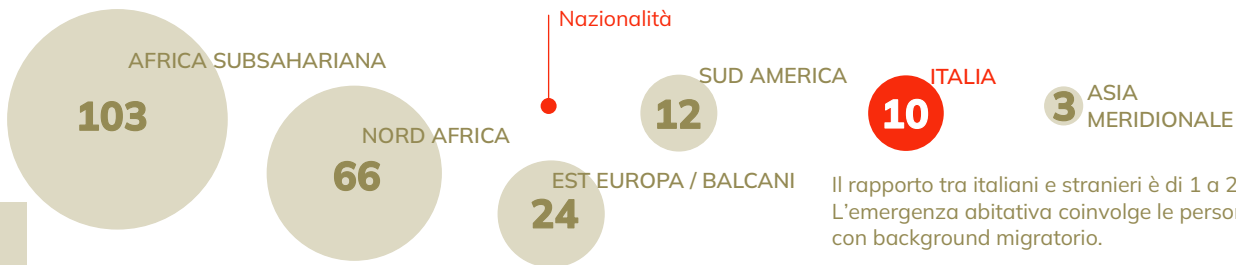 Nazionalità
AFRICA SUBSAHARIANA
103
NORD AFRICA
66
EST EUROPA / BALCANI
24
SUD AMERICA
12
ITALIA
10
3
ASIA
MERIDIONALE
Il rapporto tra italiani e stranieri è di 1 a 2
L'emergenza abitativa coinvolge le
con background migratorio.